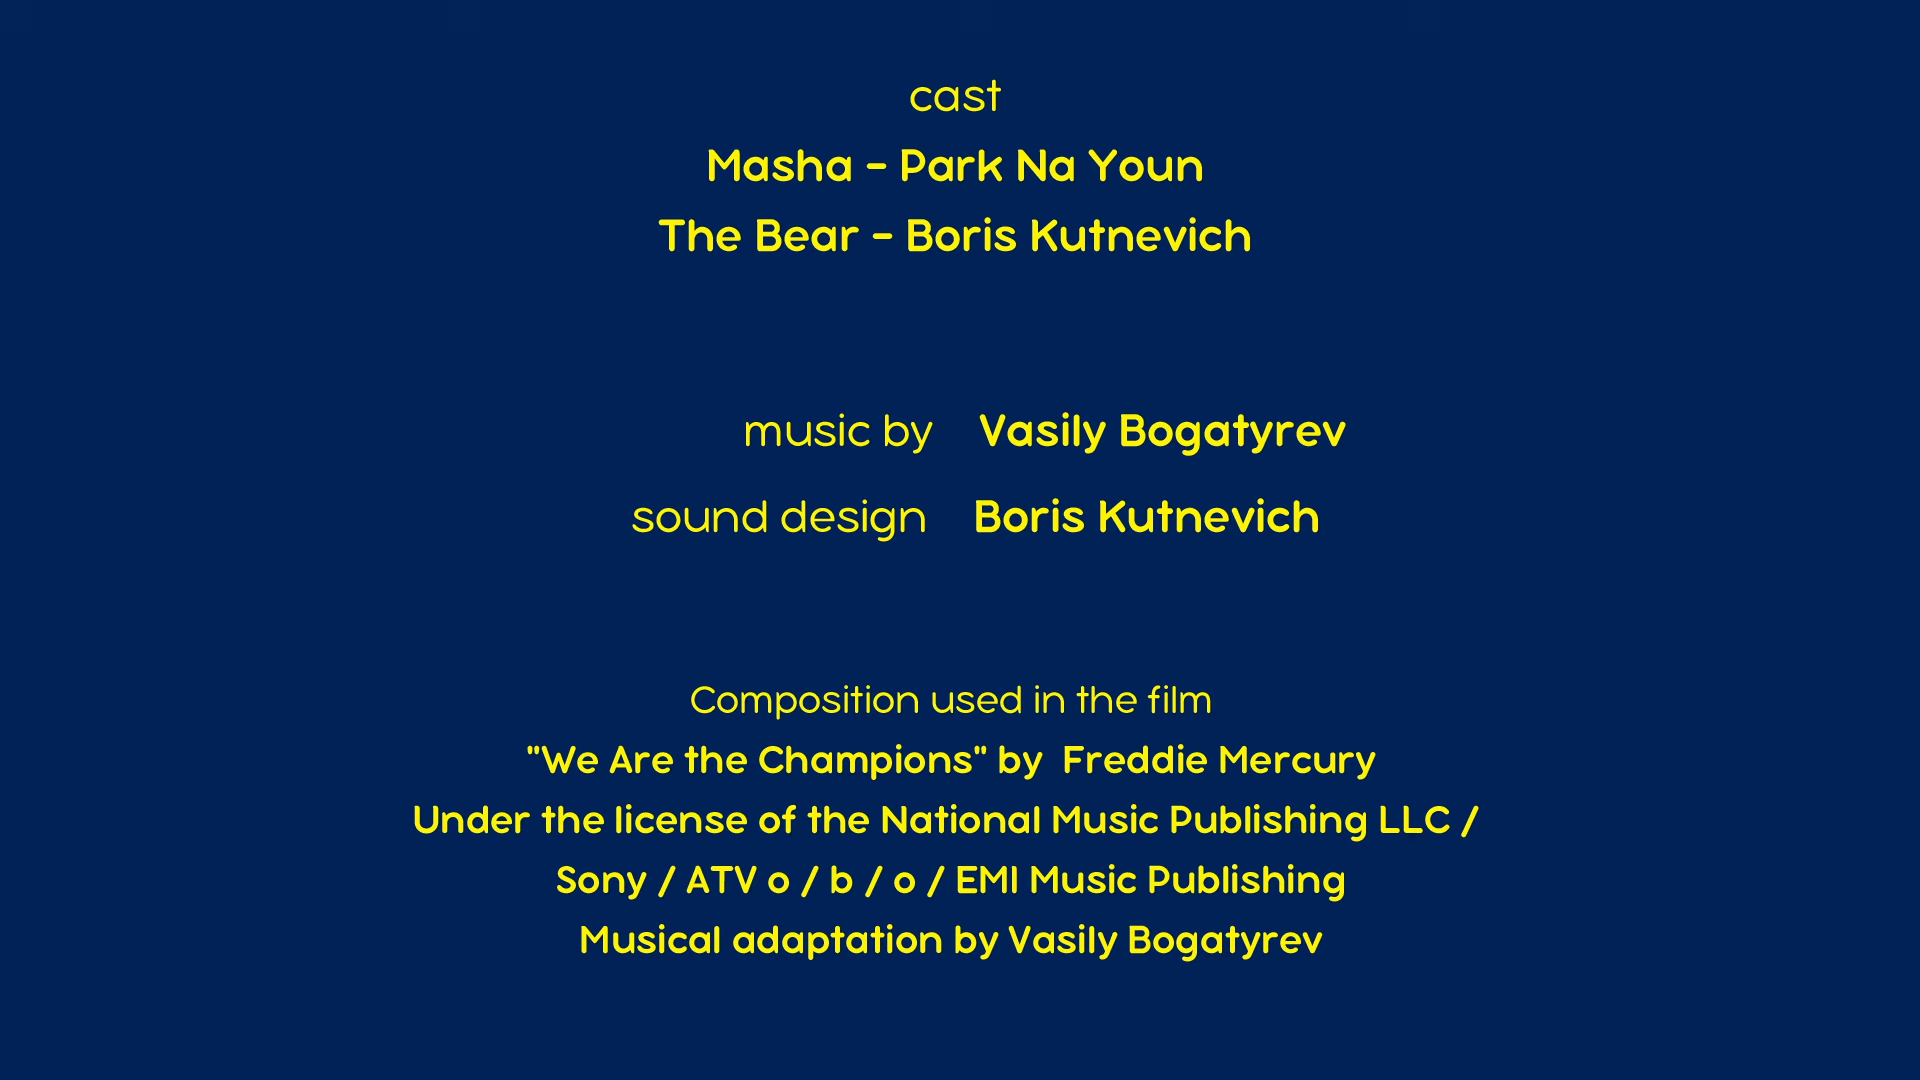 cast
Masha - Park Na Youn
The Bear - Boris Kutnevich
music by Vasily Bogatyrev
sound design Boris Kutnevich
Composition used in the film
"We Are the Champions" by Freddie Mercury
Under the license of the National Music Publishing LLC /
Sony / ATV o / b / o / EMI Music Publishing
Musical adaptation by Vasily Bogatyrev